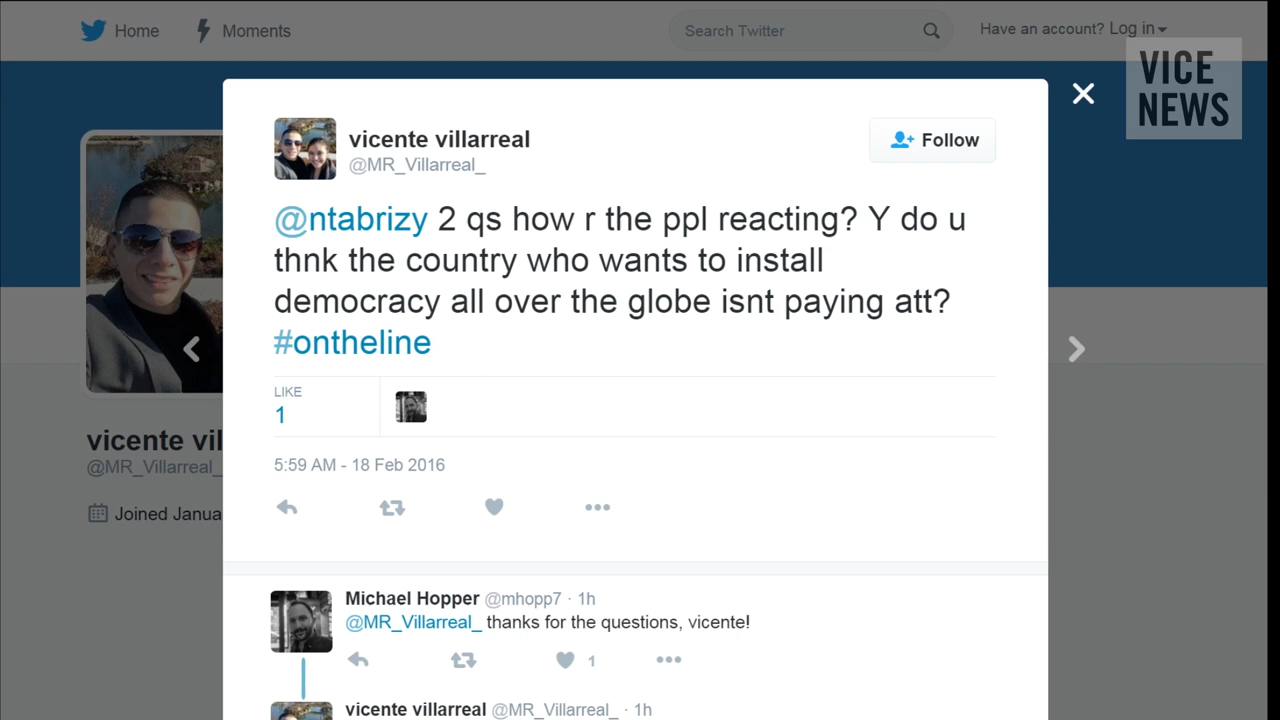 Home
Moments
Search Twitter
Have an account? Log in
VICE
NEWS
vicente villarreal
@MR_Villarreal_
Follow
@ntabrizy 2 qs how r the ppl reacting? Y do u
thnk the country who wants to install
democracy all over the globe isnt paying att?
#ontheline
LIKE
1
5:59 AM - 18 Feb 2016
vicente vil
@MR_Villarreal_
Joined Janua
Michael Hopper @mhopp7 · 1h
@MR_Villarreal_ thanks for the questions, vicente!
1
vicente villarreal @MR_Villarreal_ · 1h